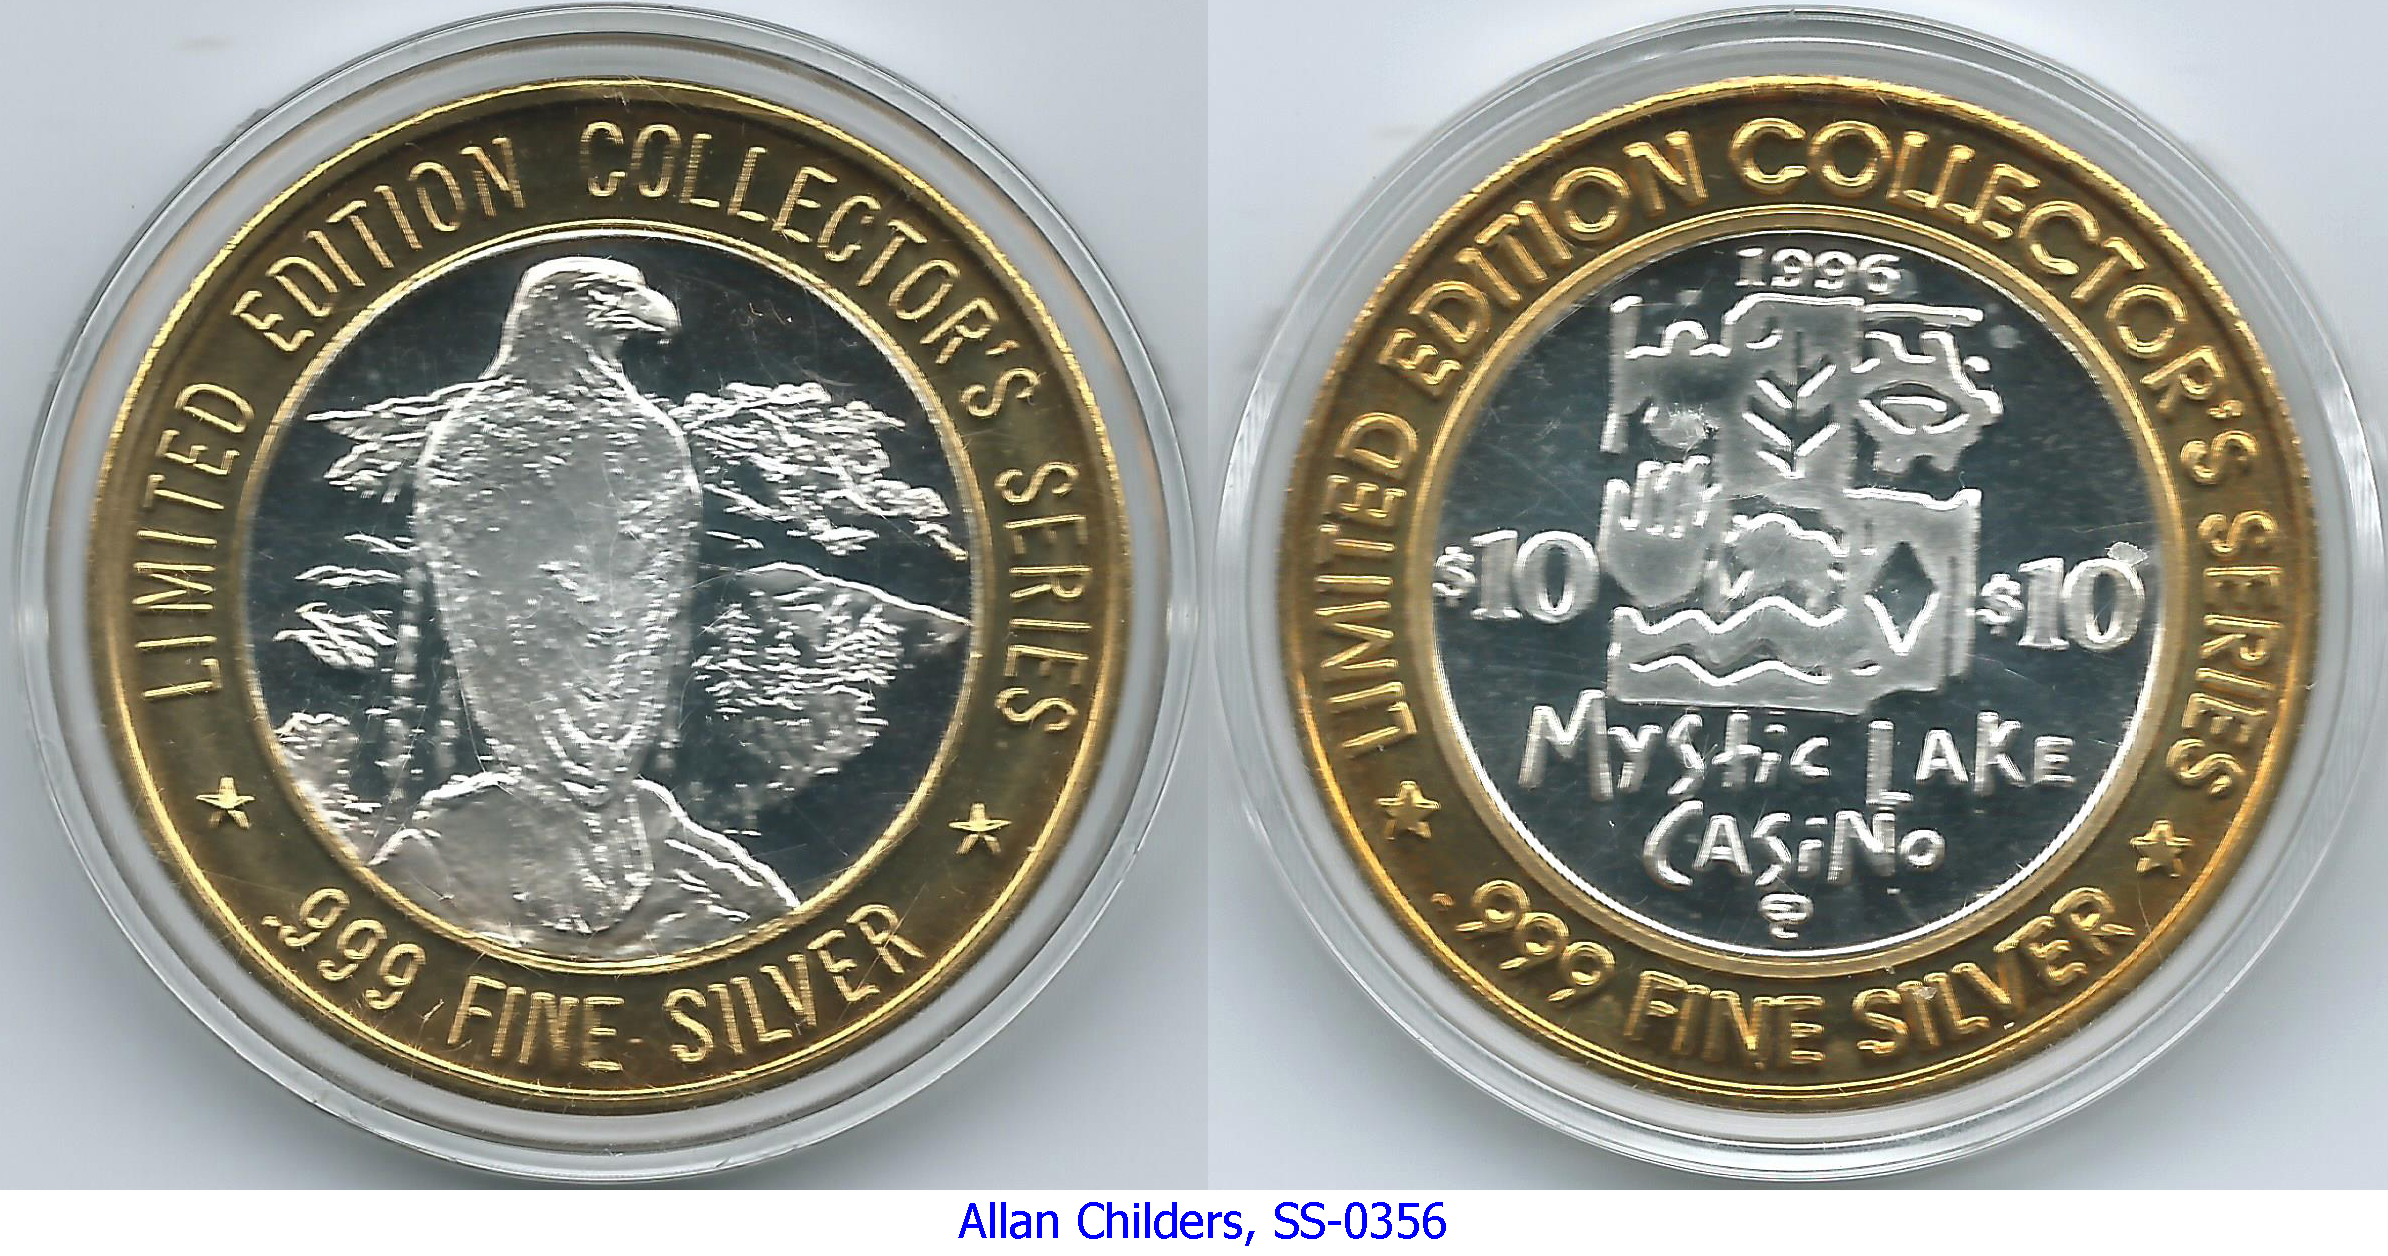 LIMITED EDITION COLLECTOR'S SERIES
.999 FINE SILVER
LIMITED EDITION COLLECTOR'S SERIES
1996
$10 $10
Mystic Lake
Casino
.999 FINE SILVER
Allan Childers, SS-0356